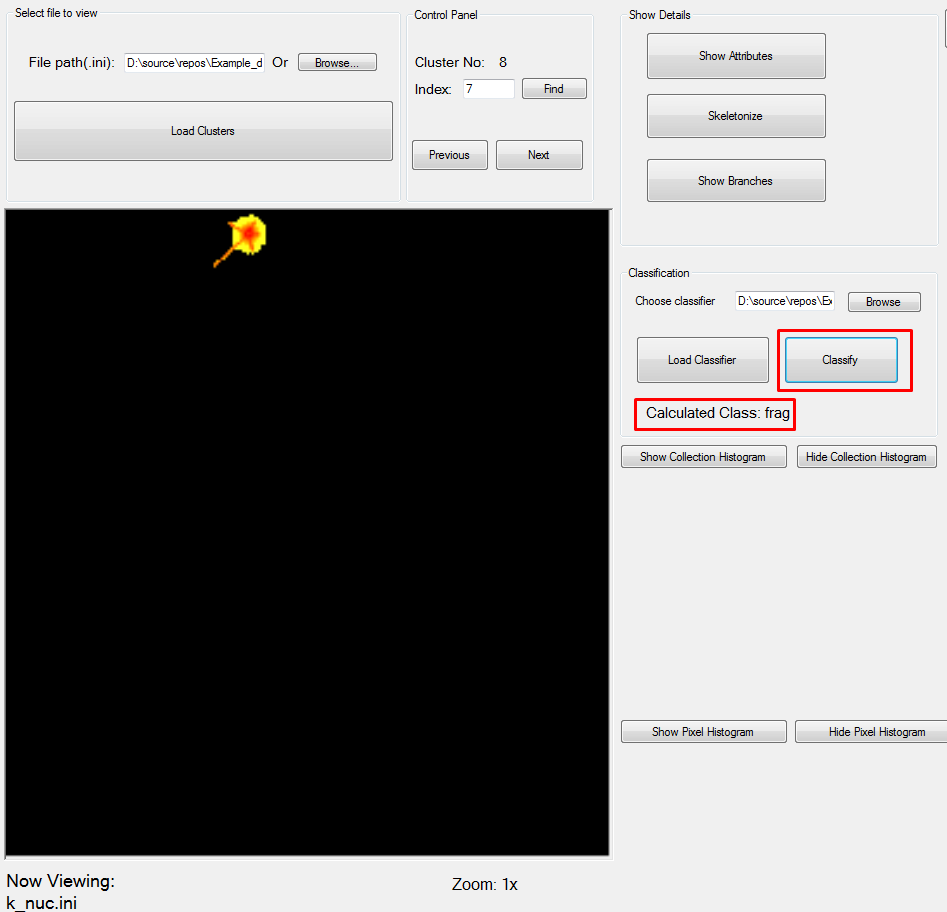 Select file to view
File path(.ini): D:\source\repos\Example_d Or Browse...
Load Clusters
Control Panel
Cluster No: 8
Index: 7 Find
Previous Next
Show Details
Show Attributes
Skeletonize
Show Branches
Classification
Choose classifier D:\source\repos\Ex Browse
Load Classifier Classify
Calculated Class: frag
Show Collection Histogram Hide Collection Histogram
Show Pixel Histogram Hide Pixel Histogram
Now Viewing:
k_nuc.ini
Zoom: 1x